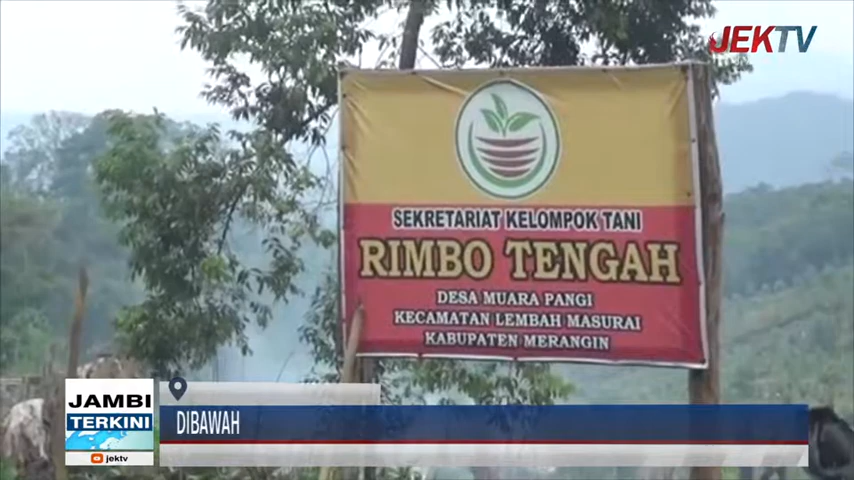 JEKTV
SEKRETARIAT KELOMPOK TANI
RIMBO TENGAH
DESA MUARA PANGI
KECAMATAN LEMBAH MASURAI
KABUPATEN MERANGIN
JAMBI
TERKINI
jektv
DIBAWAH